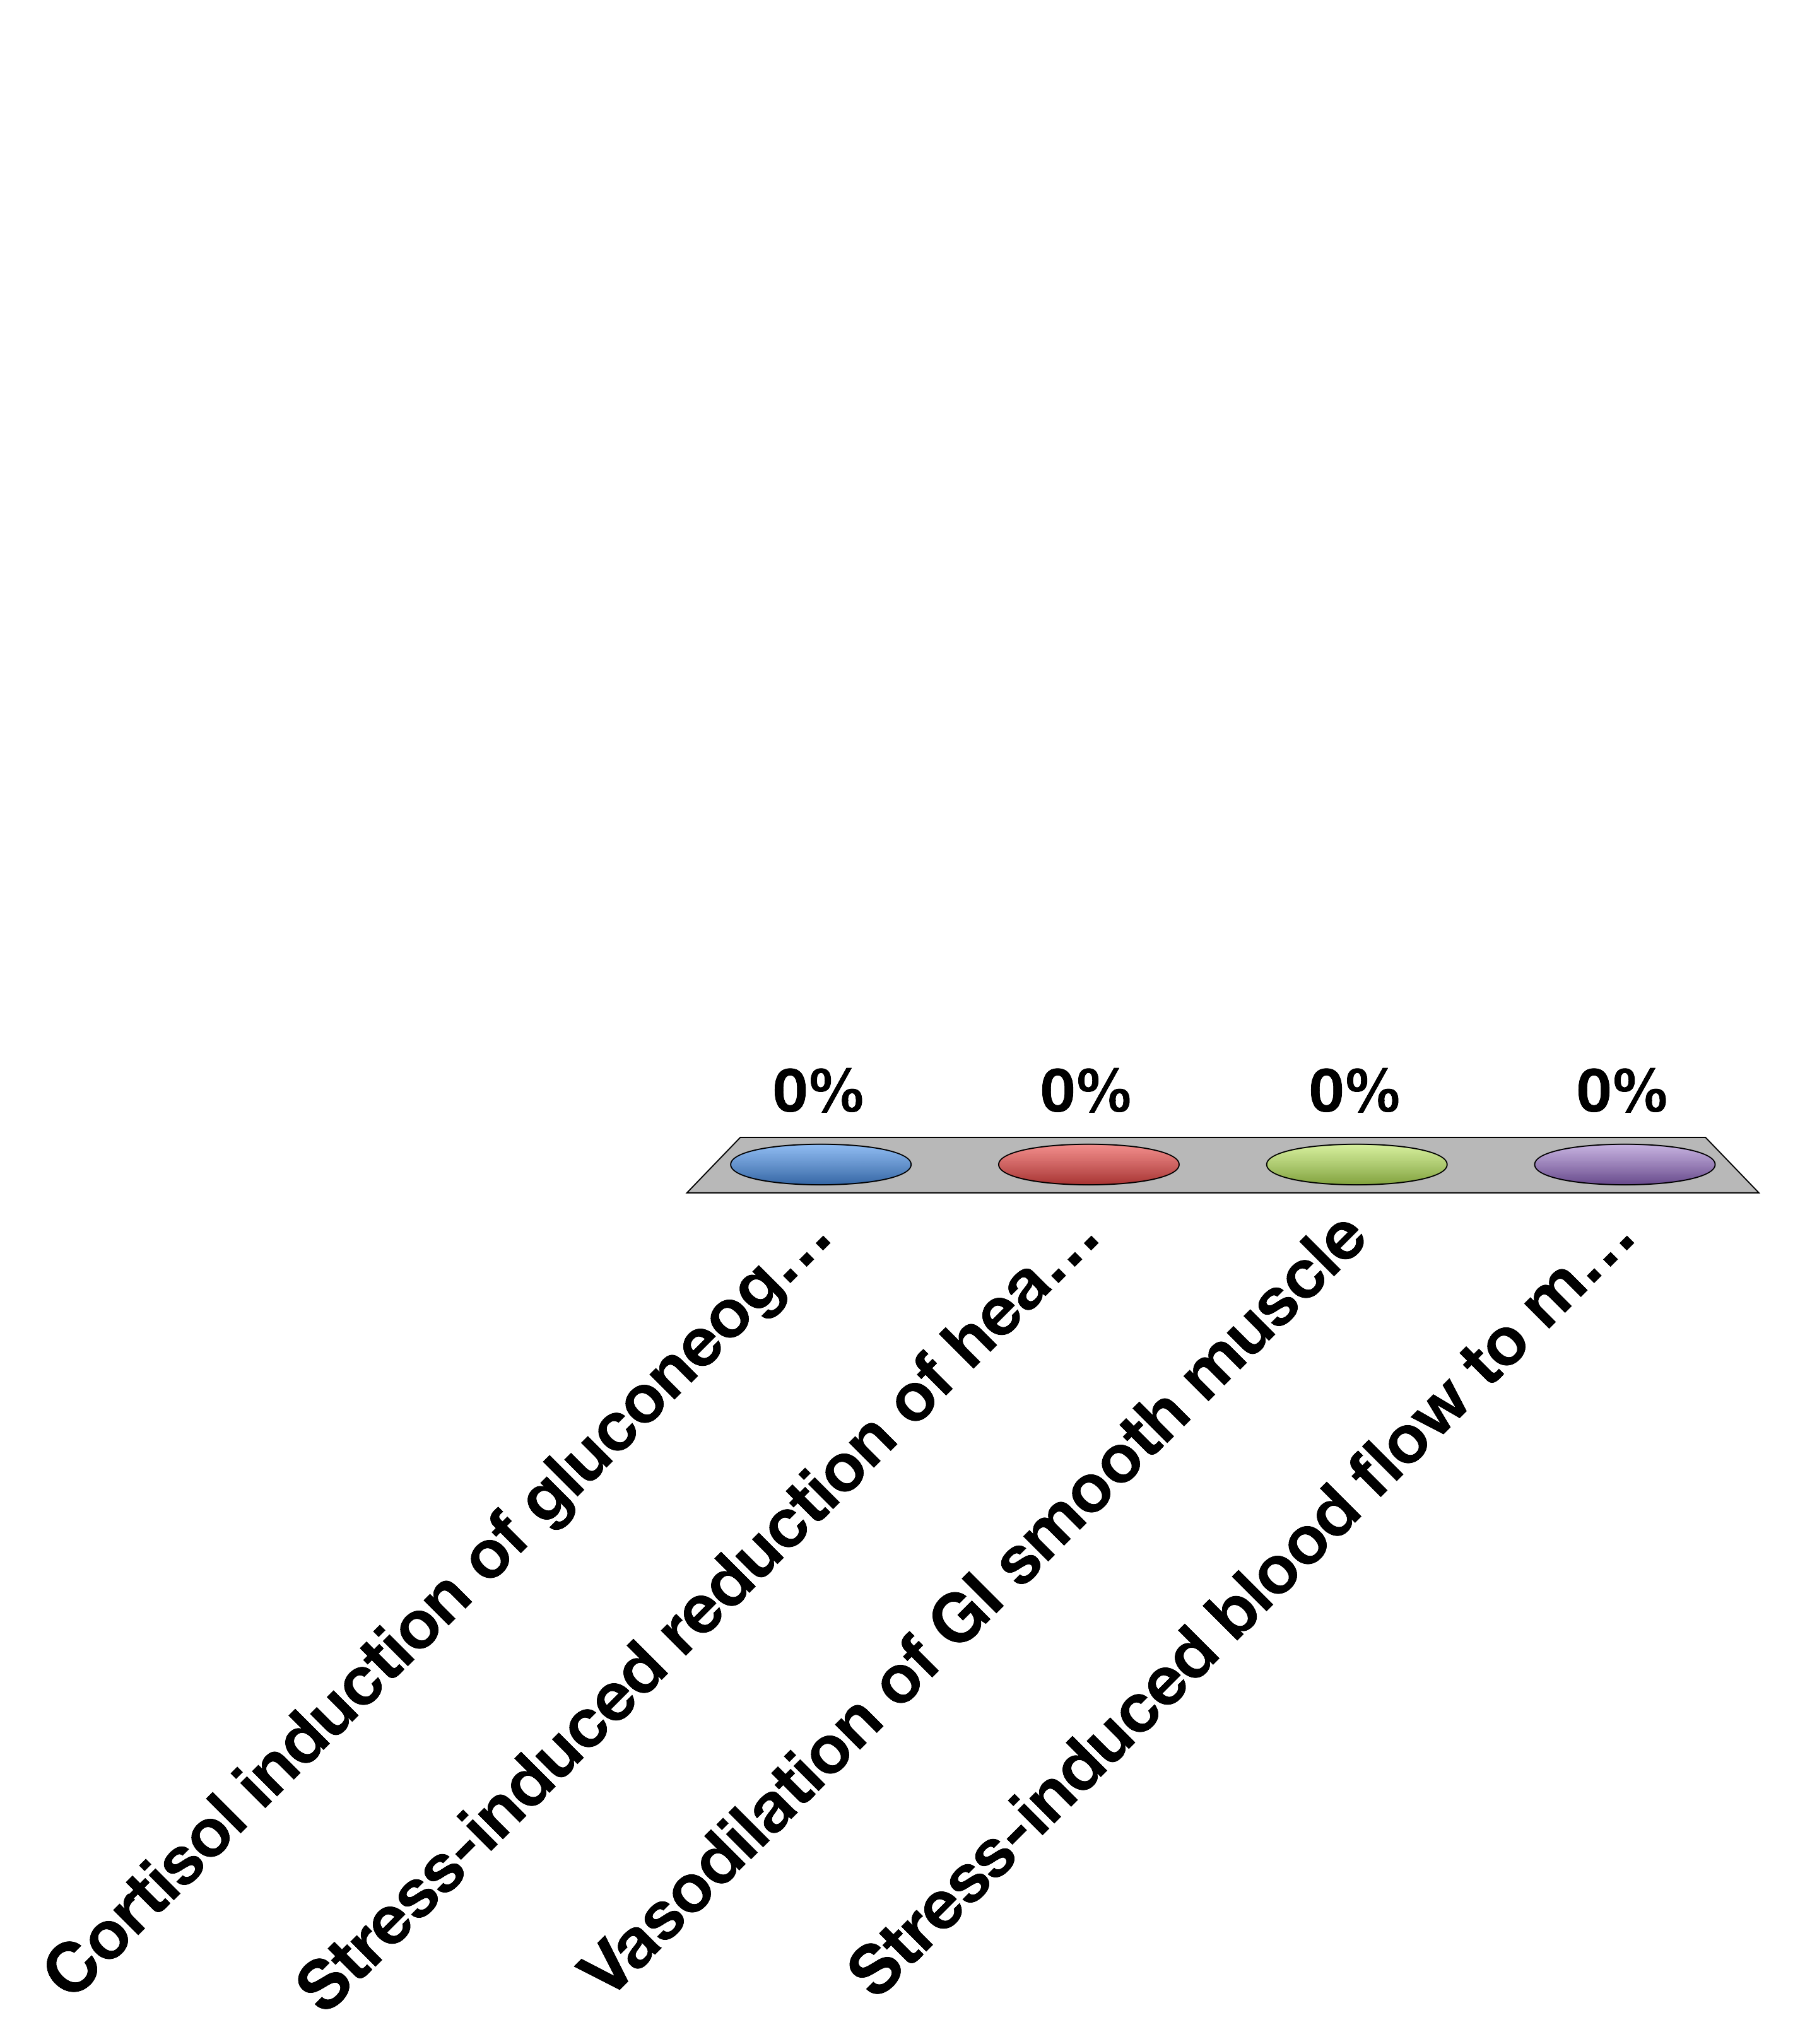 0% 0% 0% 0%
Cortisol induction of gluconeog...
Stress-induced reduction of hea...
Vasodilation of GI smooth muscle
Stress-induced blood flow to m...